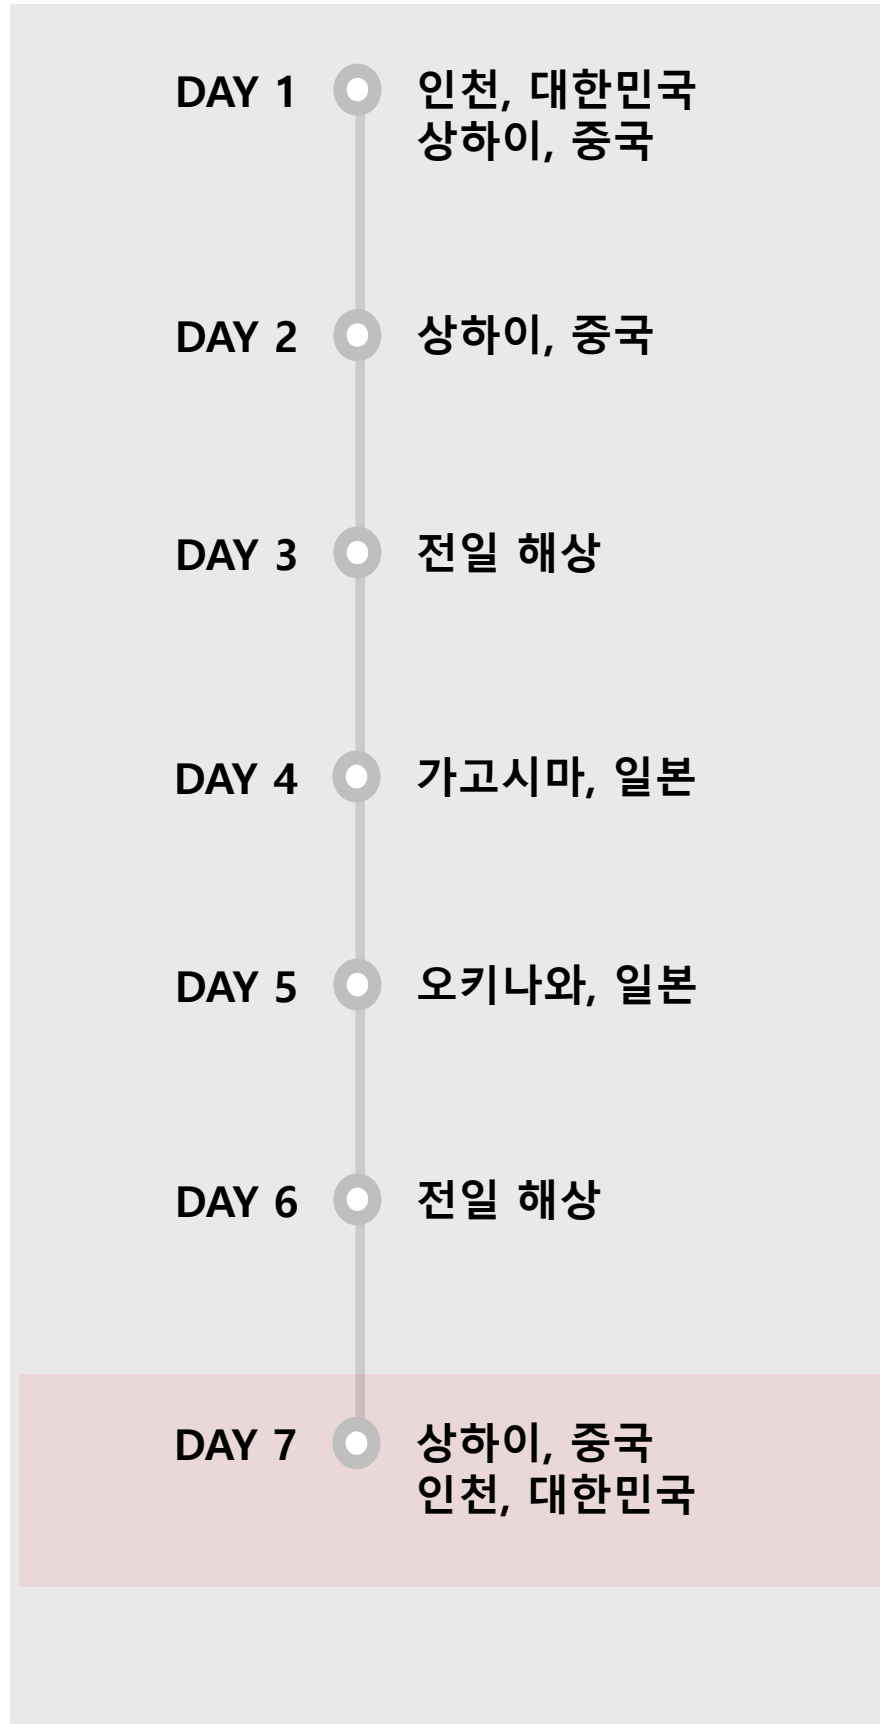 DAY 1 인천, 대한민국
상하이, 중국
DAY 2 상하이, 중국
DAY 3 전일 해상
DAY 4 가고시마, 일본
DAY 5 오키나와, 일본
DAY 6 전일 해상
DAY 7 상하이, 중국
인천, 대한민국